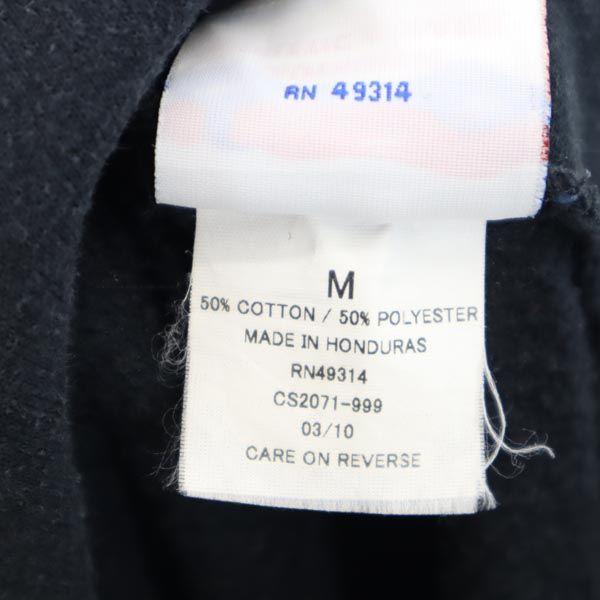 RN 49314
M
50% COTTON / 50% POLYESTER
MADE IN HONDURAS
RN49314
CS2071-999
03/10
CARE ON REVERSE